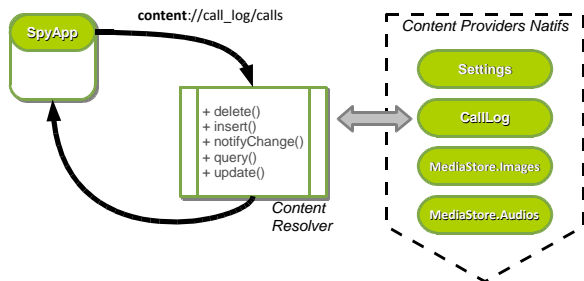 content://call_log/calls
SpyApp
+ delete()
+ insert()
+ notifyChange()
+ query()
+ update()
Content
Resolver
Content Providers Natifs
Settings
CallLog
MediaStore.Images
MediaStore.Audios